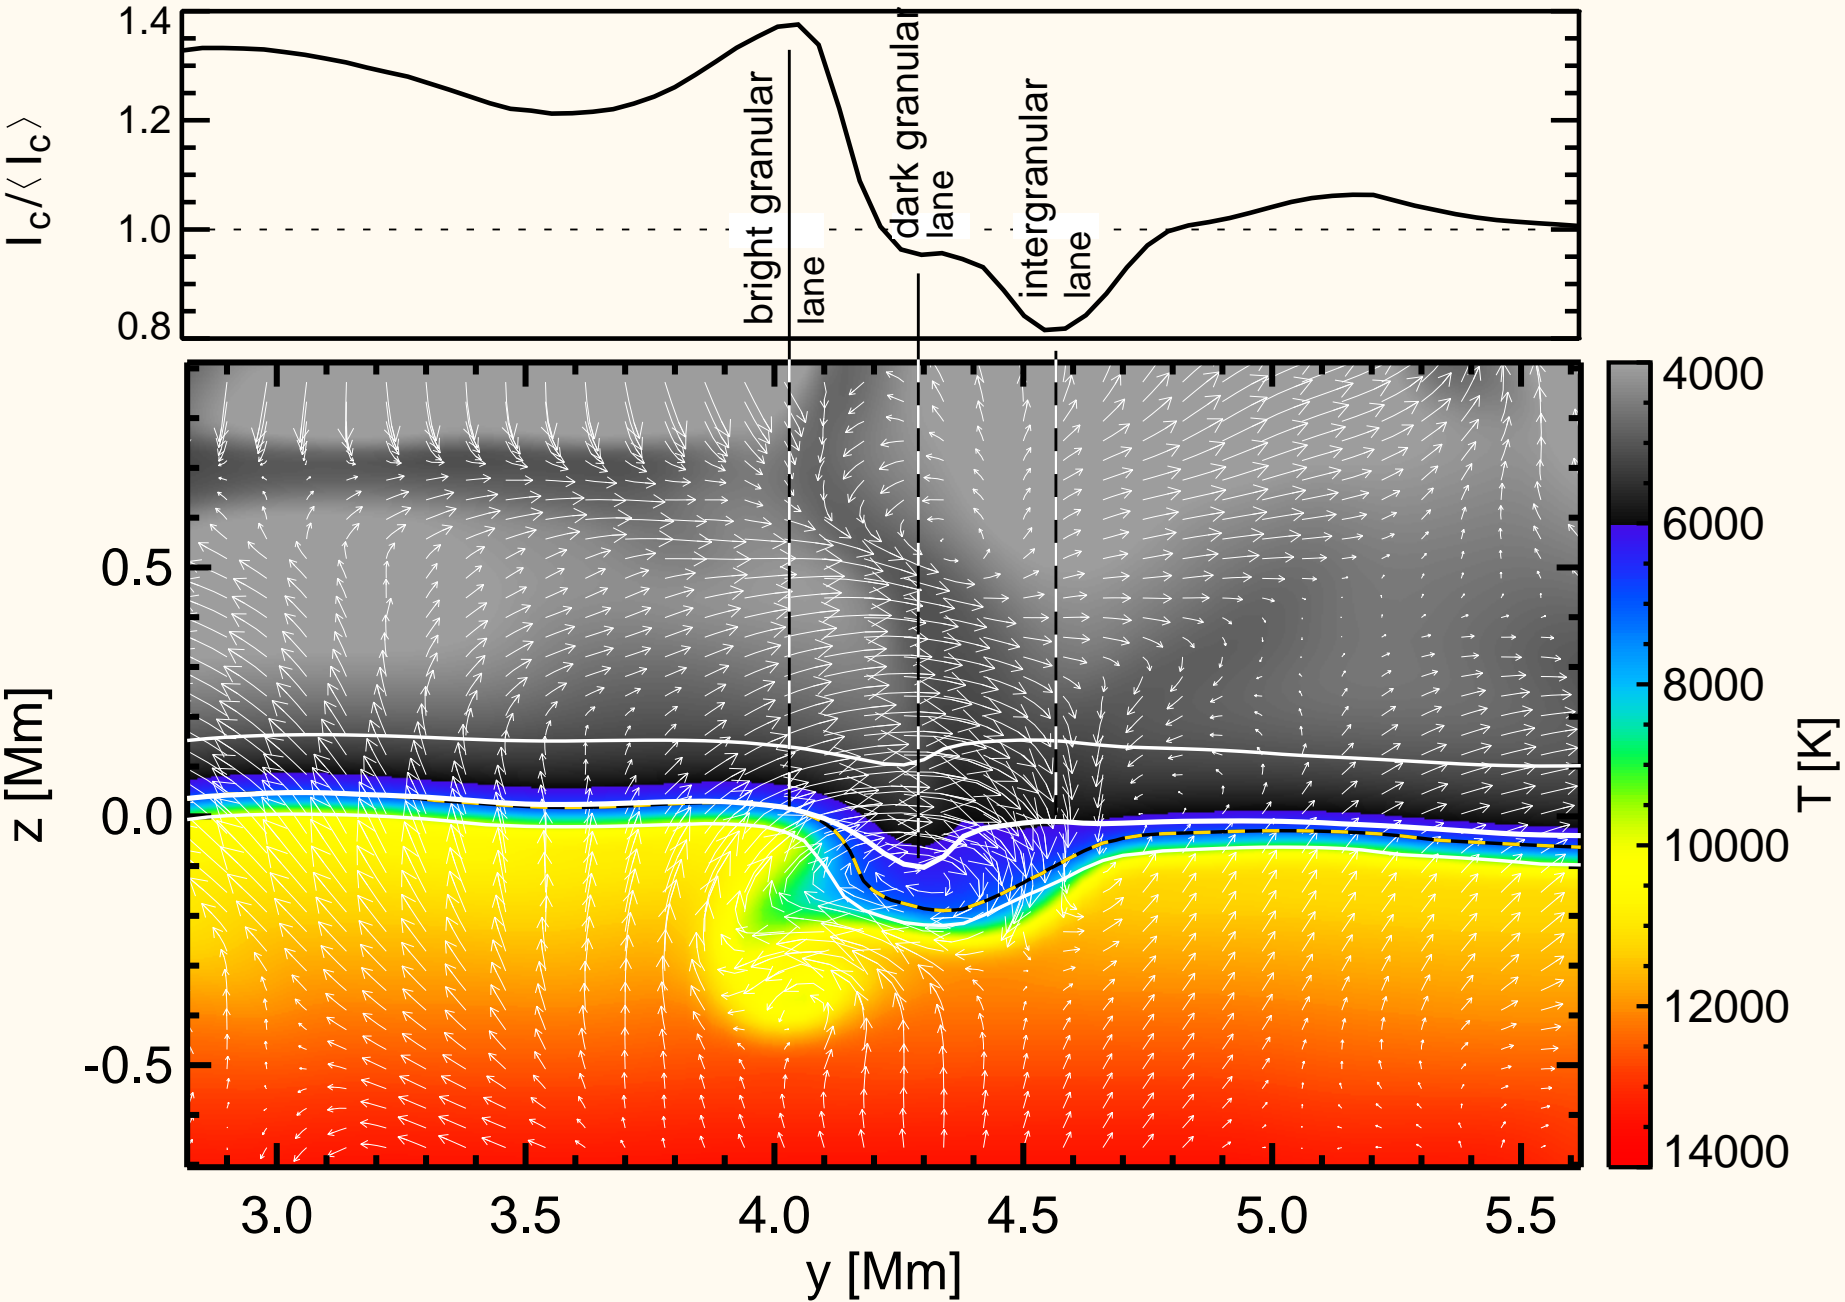 1.4
1.2
1.0
0.8
I_c/⟨ I_c ⟩
bright granular
lane
dark granular
lane
intergranular
lane
0.5
0.0
-0.5
z [Mm]
3.0 3.5 4.0 4.5 5.0 5.5
y [Mm]
4000
6000
8000
10000
12000
14000
T [K]